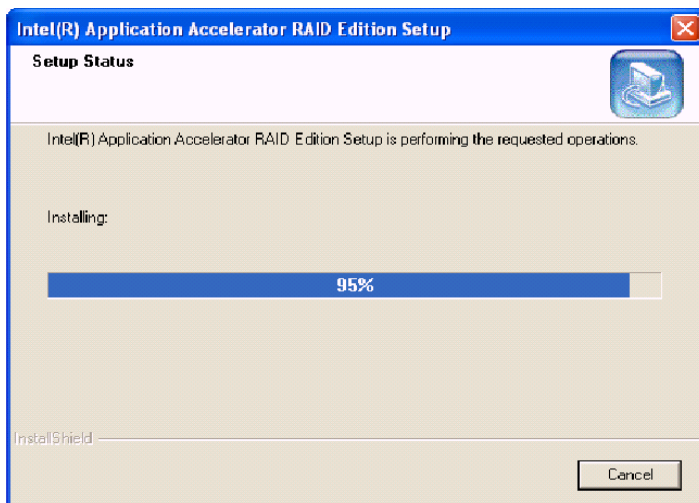 Intel(R) Application Accelerator RAID Edition Setup
Setup Status
Intel(R) Application Accelerator RAID Edition Setup is performing the requested operations.
Installing:
95%
InstallShield
Cancel